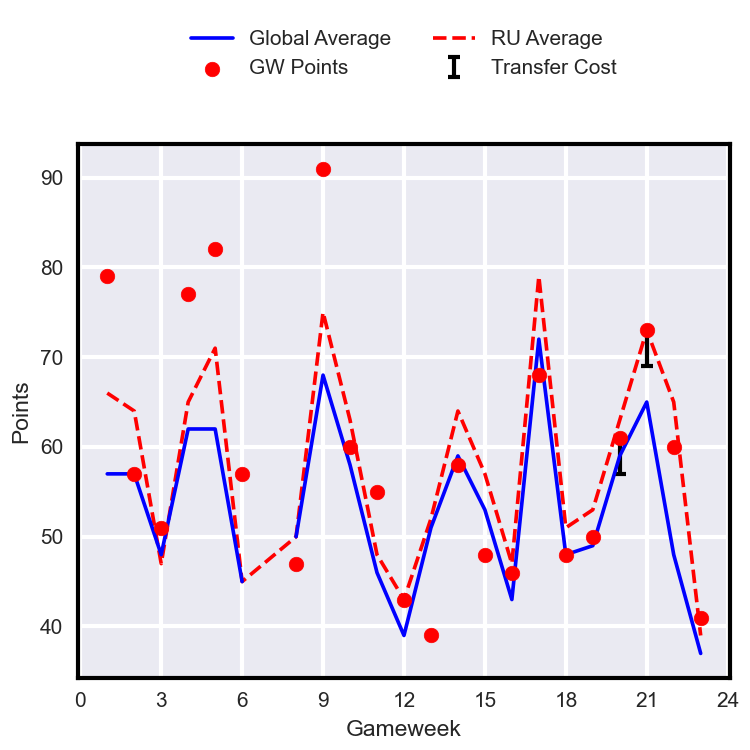 Global Average
RU Average
GW Points
Transfer Cost
90
80
70
60
50
40
Points
0 3 6 9 12 15 18 21 24
Gameweek